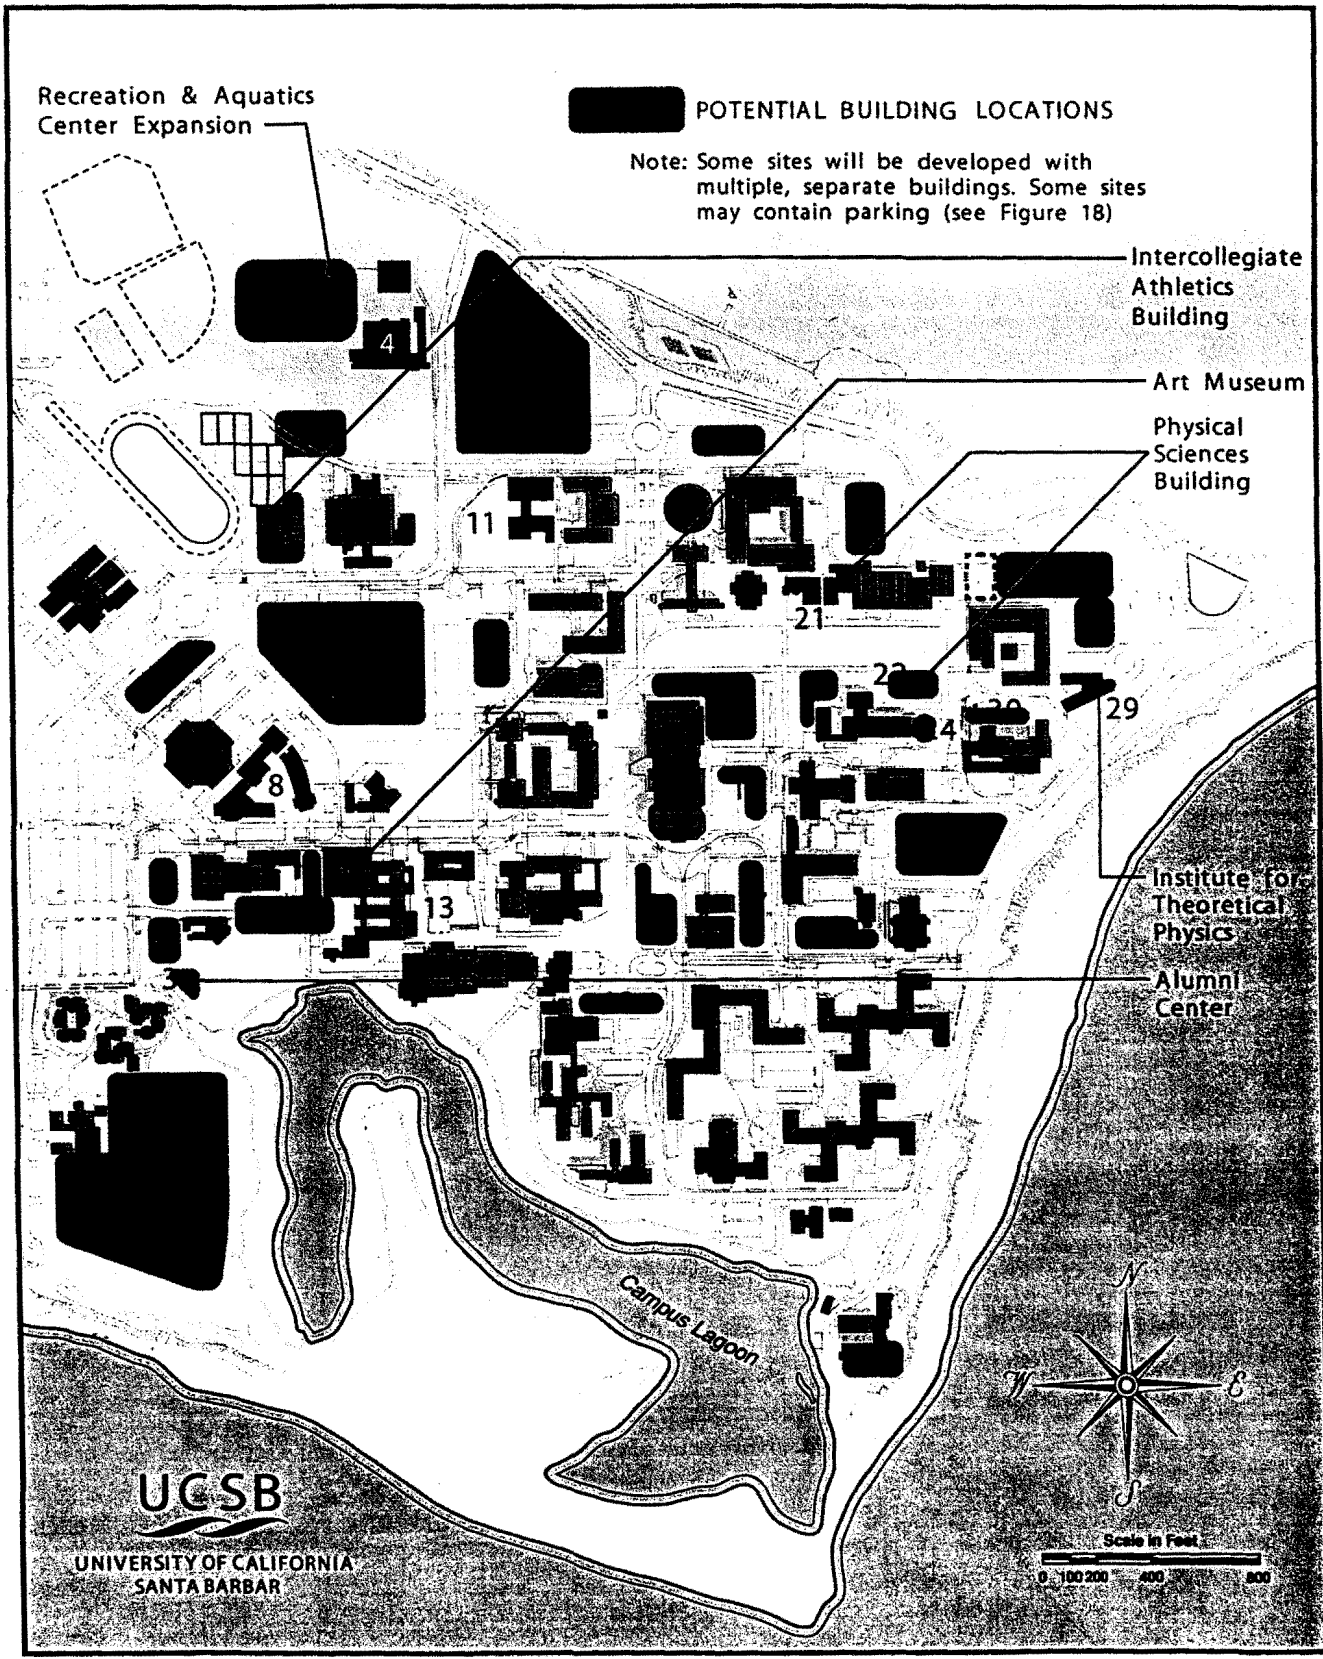 Recreation & Aquatics
Center Expansion
POTENTIAL BUILDING LOCATIONS
Note: Some sites will be developed with
multiple, separate buildings. Some sites
may contain parking (see Figure 18)
Intercollegiate
Athletics
Building
Art Museum
Physical
Sciences
Building
4
11
21
29
8
13
Institute for
Theoretical
Physics
Alumni
Center
Campus Lagoon
N
W
E
S
UCSB
UNIVERSITY OF CALIFORNIA
SANTA BARBAR
Scale in Feet
0 100 200 400 800